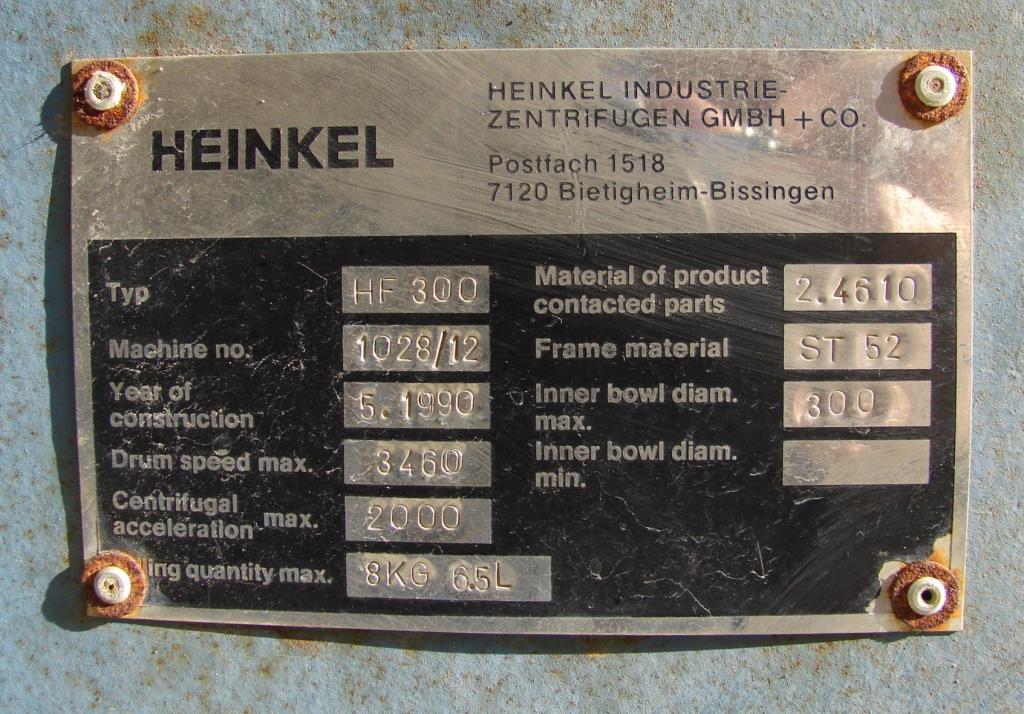 HEINKEL
HEINKEL INDUSTRIE-
ZENTRIFUGEN GMBH + CO.
Postfach 1518
7120 Bietigheim-Bissingen
Typ HF 300
Machine no. 1028/12
Year of
construction 5.1990
Drum speed max. 3460
Centrifugal
acceleration max. 2000
quantity max. 8KG 6.5L
Material of product
contacted parts 2.4610
Frame material ST 52
Inner bowl diam.
max. 300
Inner bowl diam.
min.